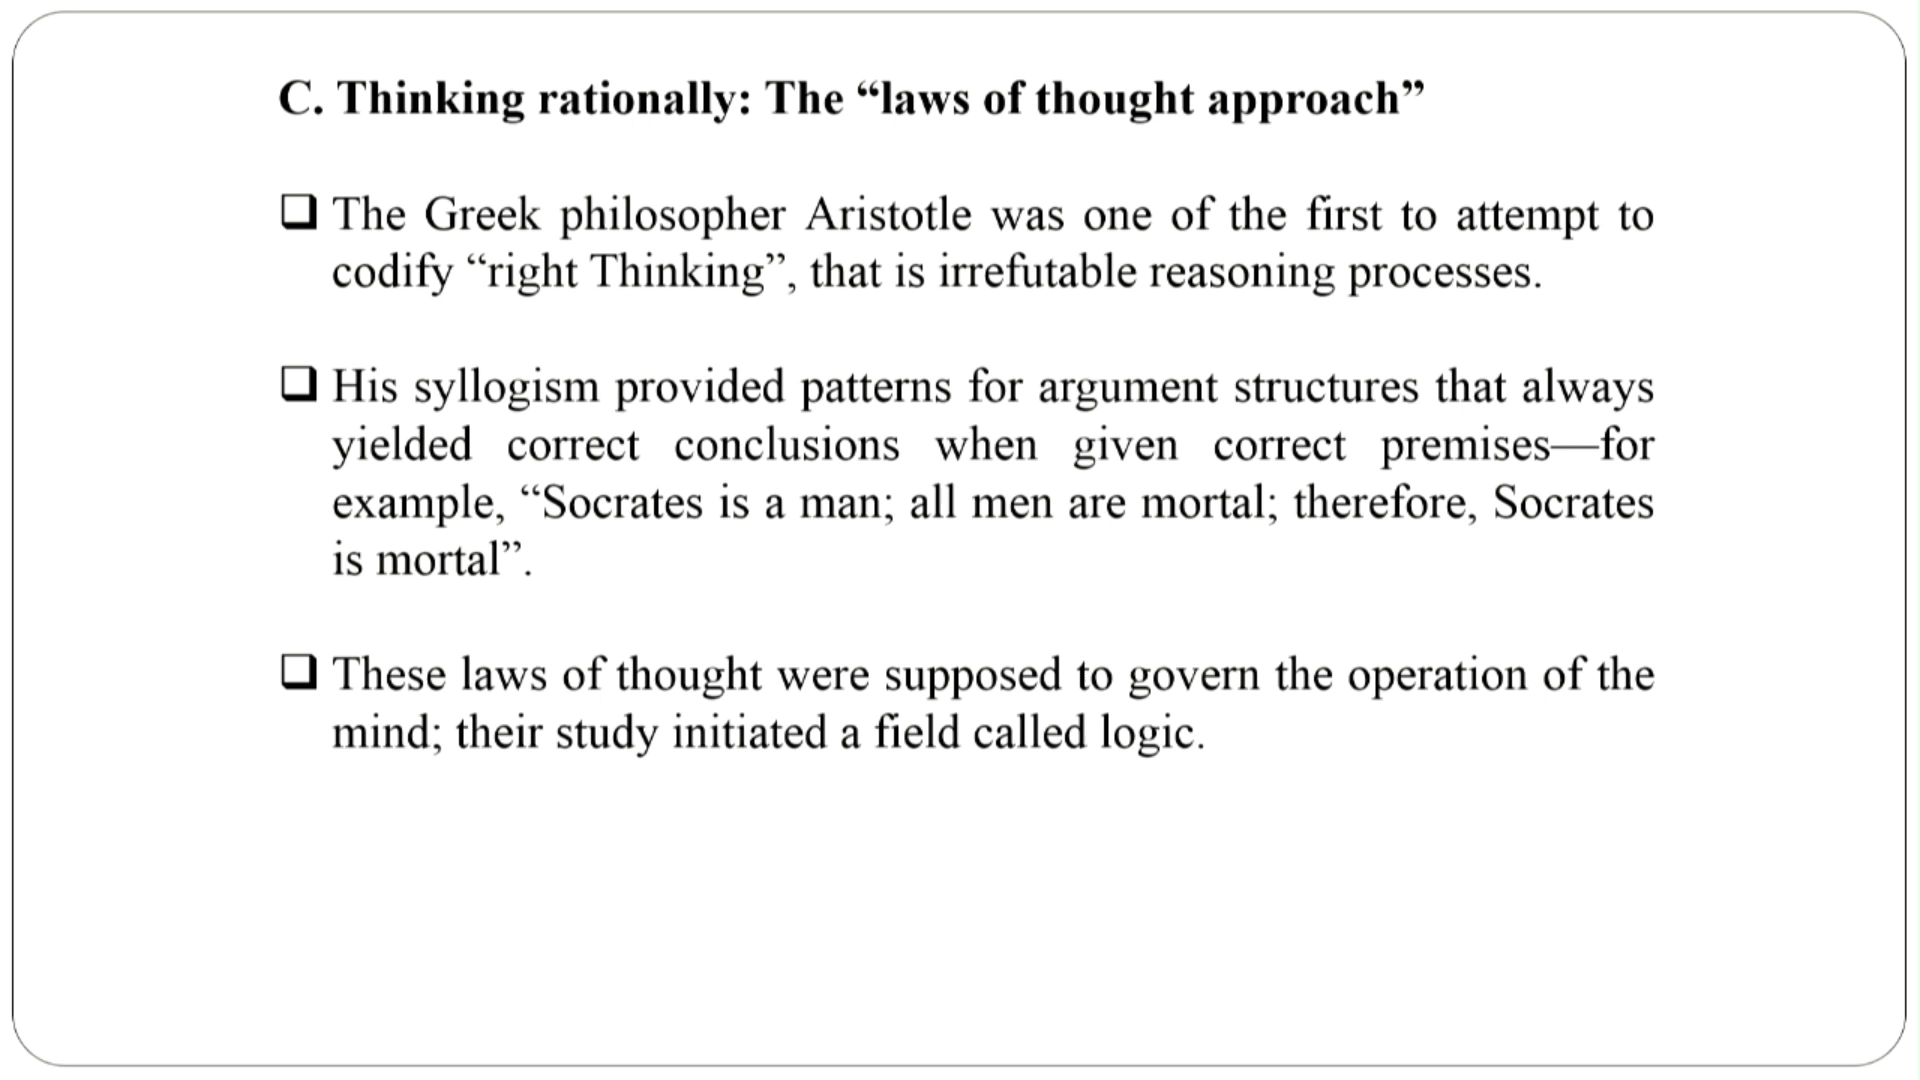 C. Thinking rationally: The “laws of thought approach”
❑ The Greek philosopher Aristotle was one of the first to attempt to
codify “right Thinking”, that is irrefutable reasoning processes.
❑ His syllogism provided patterns for argument structures that always
yielded correct conclusions when given correct premises—for
example, “Socrates is a man; all men are mortal; therefore, Socrates
is mortal”.
❑ These laws of thought were supposed to govern the operation of the
mind; their study initiated a field called logic.